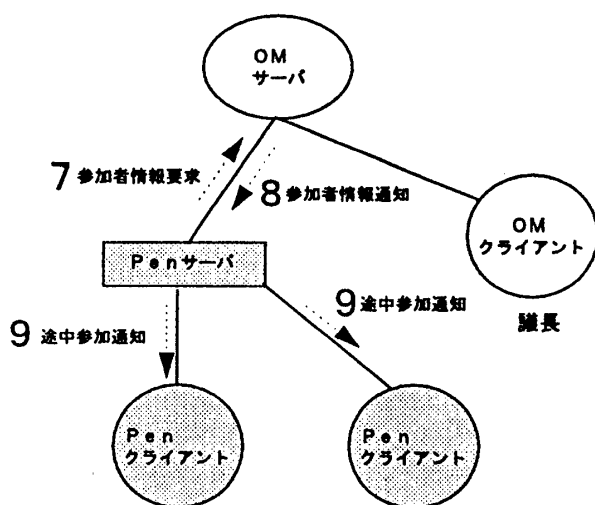 OM
サーバ
7 参加者情報要求
8 参加者情報通知
OM
クライアント
Penサーバ
議長
9 途中参加通知
9 途中参加通知
Pen
クライアント
Pen
クライアント